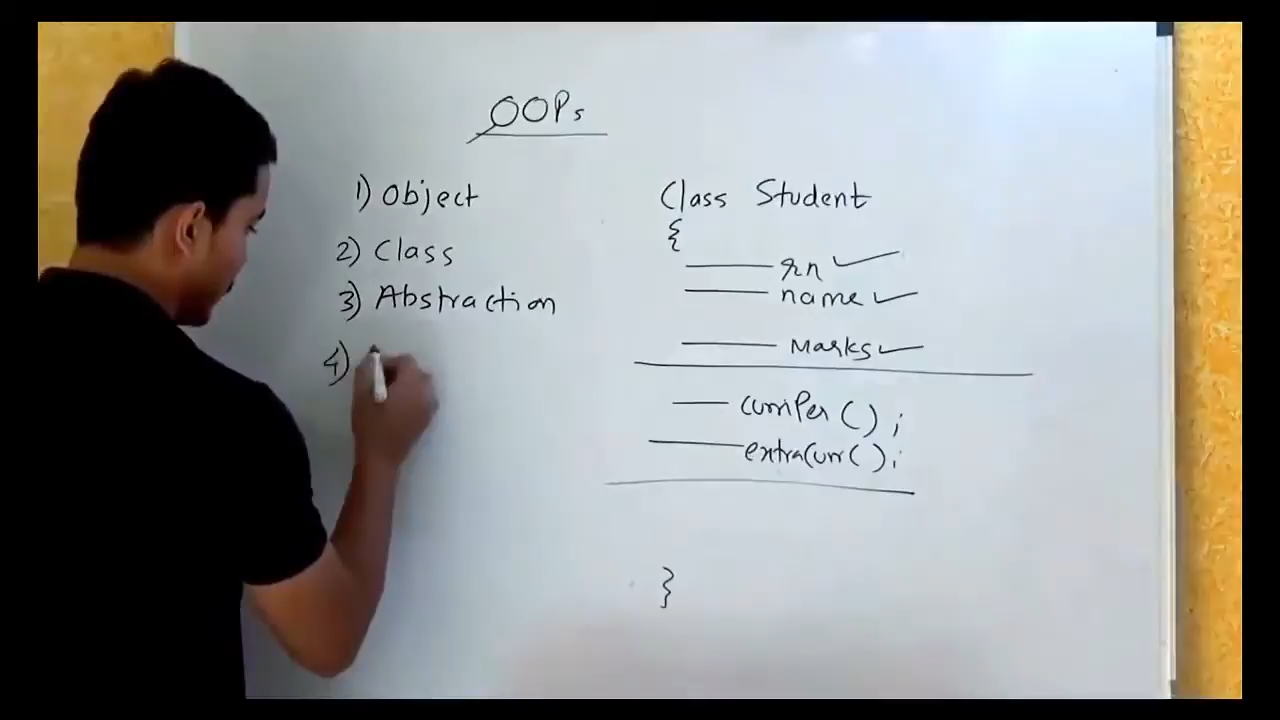 OOPs
1) Object
2) Class
3) Abstraction
4)
Class Student
{
rn
name
Marks
cumPer ( ) ;
extraCurr ( ) ;
}